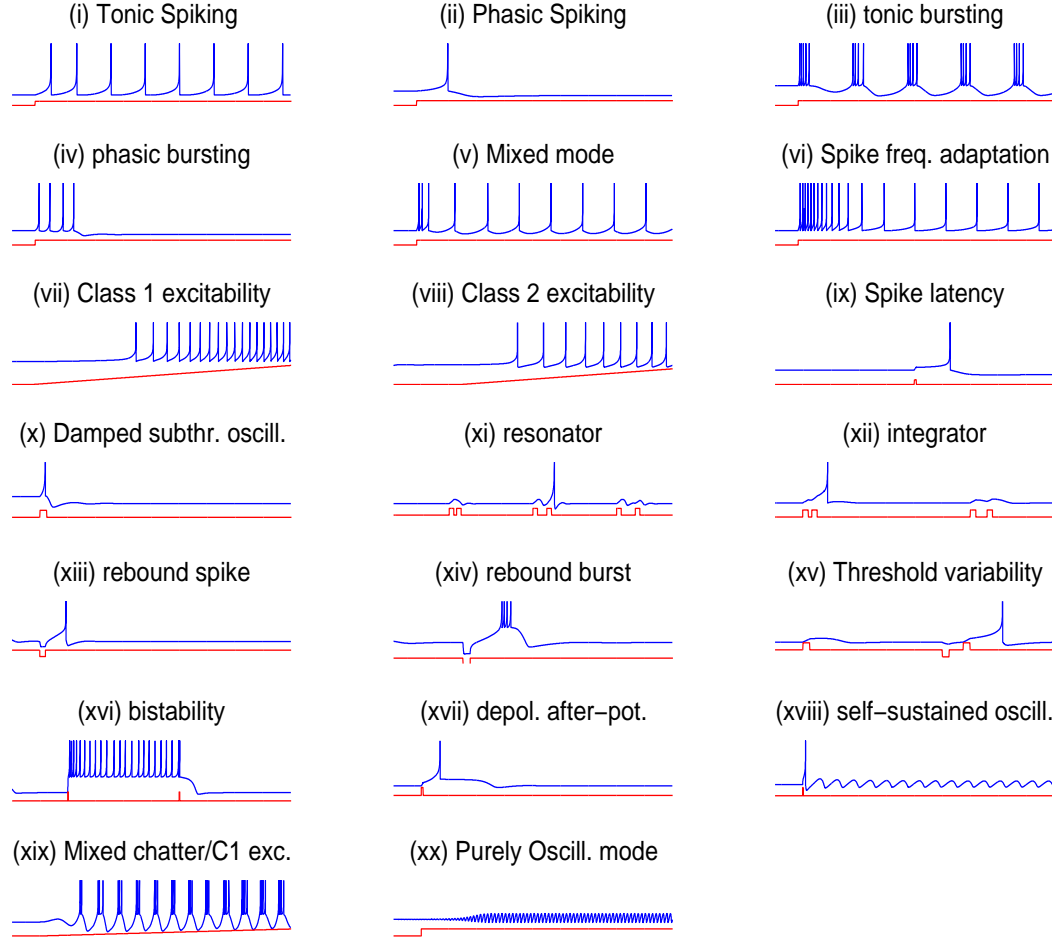 (i) Tonic Spiking
(ii) Phasic Spiking
(iii) tonic bursting
(iv) phasic bursting
(v) Mixed mode
(vi) Spike freq. adaptation
(vii) Class 1 excitability
(viii) Class 2 excitability
(ix) Spike latency
(x) Damped subthr. oscill.
(xi) resonator
(xii) integrator
(xiii) rebound spike
(xiv) rebound burst
(xv) Threshold variability
(xvi) bistability
(xvii) depol. after−pot.
(xviii) self−sustained oscill.
(xix) Mixed chatter/C1 exc.
(xx) Purely Oscill. mode